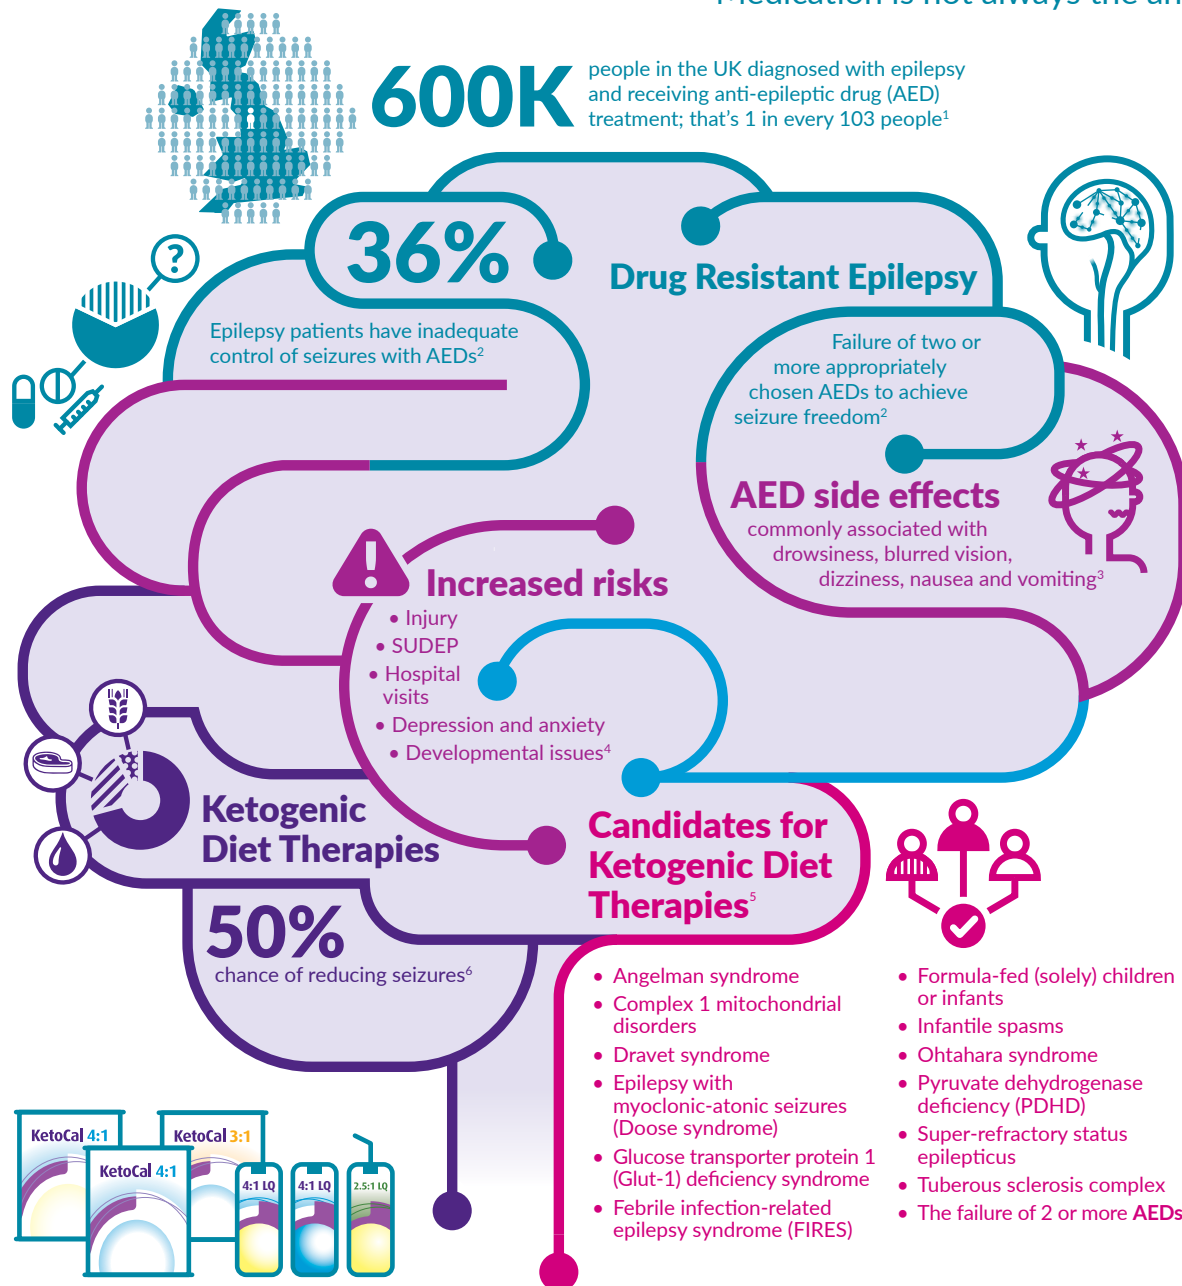 Medication is not always the an
600K
people in the UK diagnosed with epilepsy
and receiving anti-epileptic drug (AED)
treatment; that's 1 in every 103 people1
?
36%
Epilepsy patients have inadequate
control of seizures with AEDs2
Drug Resistant Epilepsy
Failure of two or
more appropriately
chosen AEDs to achieve
seizure freedom2
AED side effects
commonly associated with
drowsiness, blurred vision,
dizziness, nausea and vomiting3
!
Increased risks
• Injury
• SUDEP
• Hospital
visits
• Depression and anxiety
• Developmental issues4
Ketogenic
Diet Therapies
50%
chance of reducing seizures6
Candidates for
Ketogenic Diet
Therapies5
• Angelman syndrome
• Complex 1 mitochondrial
disorders
• Dravet syndrome
• Epilepsy with
myoclonic-atonic seizures
(Doose syndrome)
• Glucose transporter protein 1
(Glut-1) deficiency syndrome
• Febrile infection-related
epilepsy syndrome (FIRES)
• Formula-fed (solely) children
or infants
• Infantile spasms
• Ohtahara syndrome
• Pyruvate dehydrogenase
deficiency (PDHD)
• Super-refractory status
epilepticus
• Tuberous sclerosis complex
• The failure of 2 or more AEDs
KetoCal 4:1
KetoCal 3:1
KetoCal 4:1
4:1 LQ
4:1 LQ
2.5:1 LQ